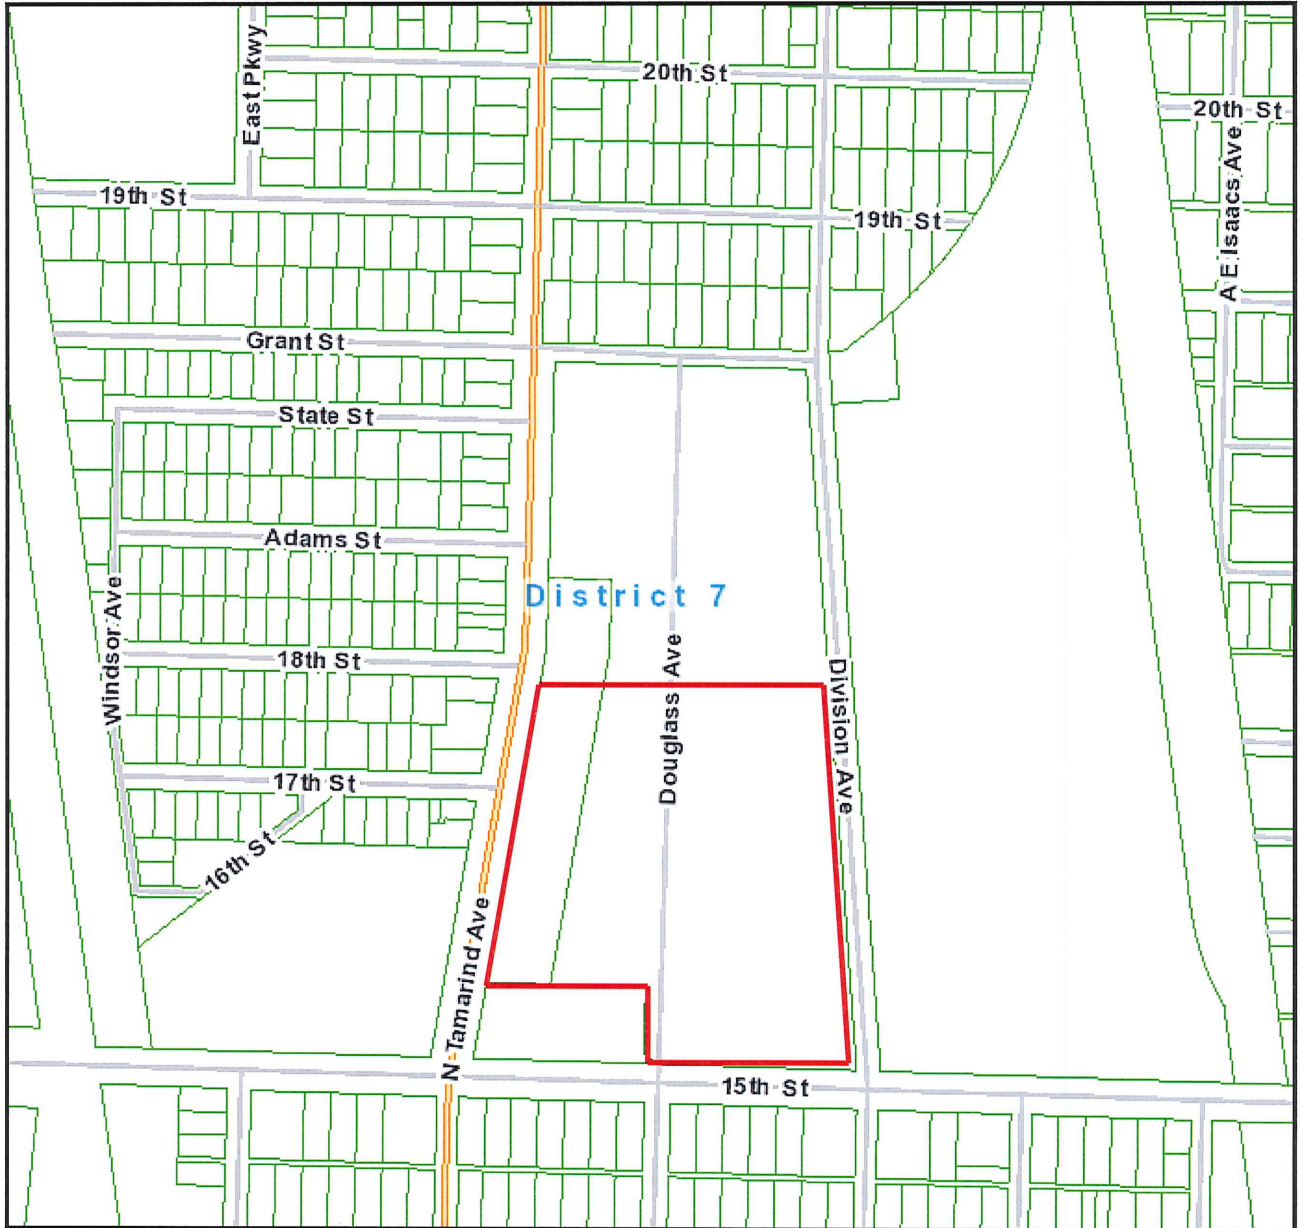 East Pkwy
20th St
20th St
19th St
19th St
A E Isaacs Ave
Grant St
State St
Adams St
District 7
Windsor Ave
18th St
Douglass Ave
Division Ave
17th St
16th St
N Tamarind Ave
15th St